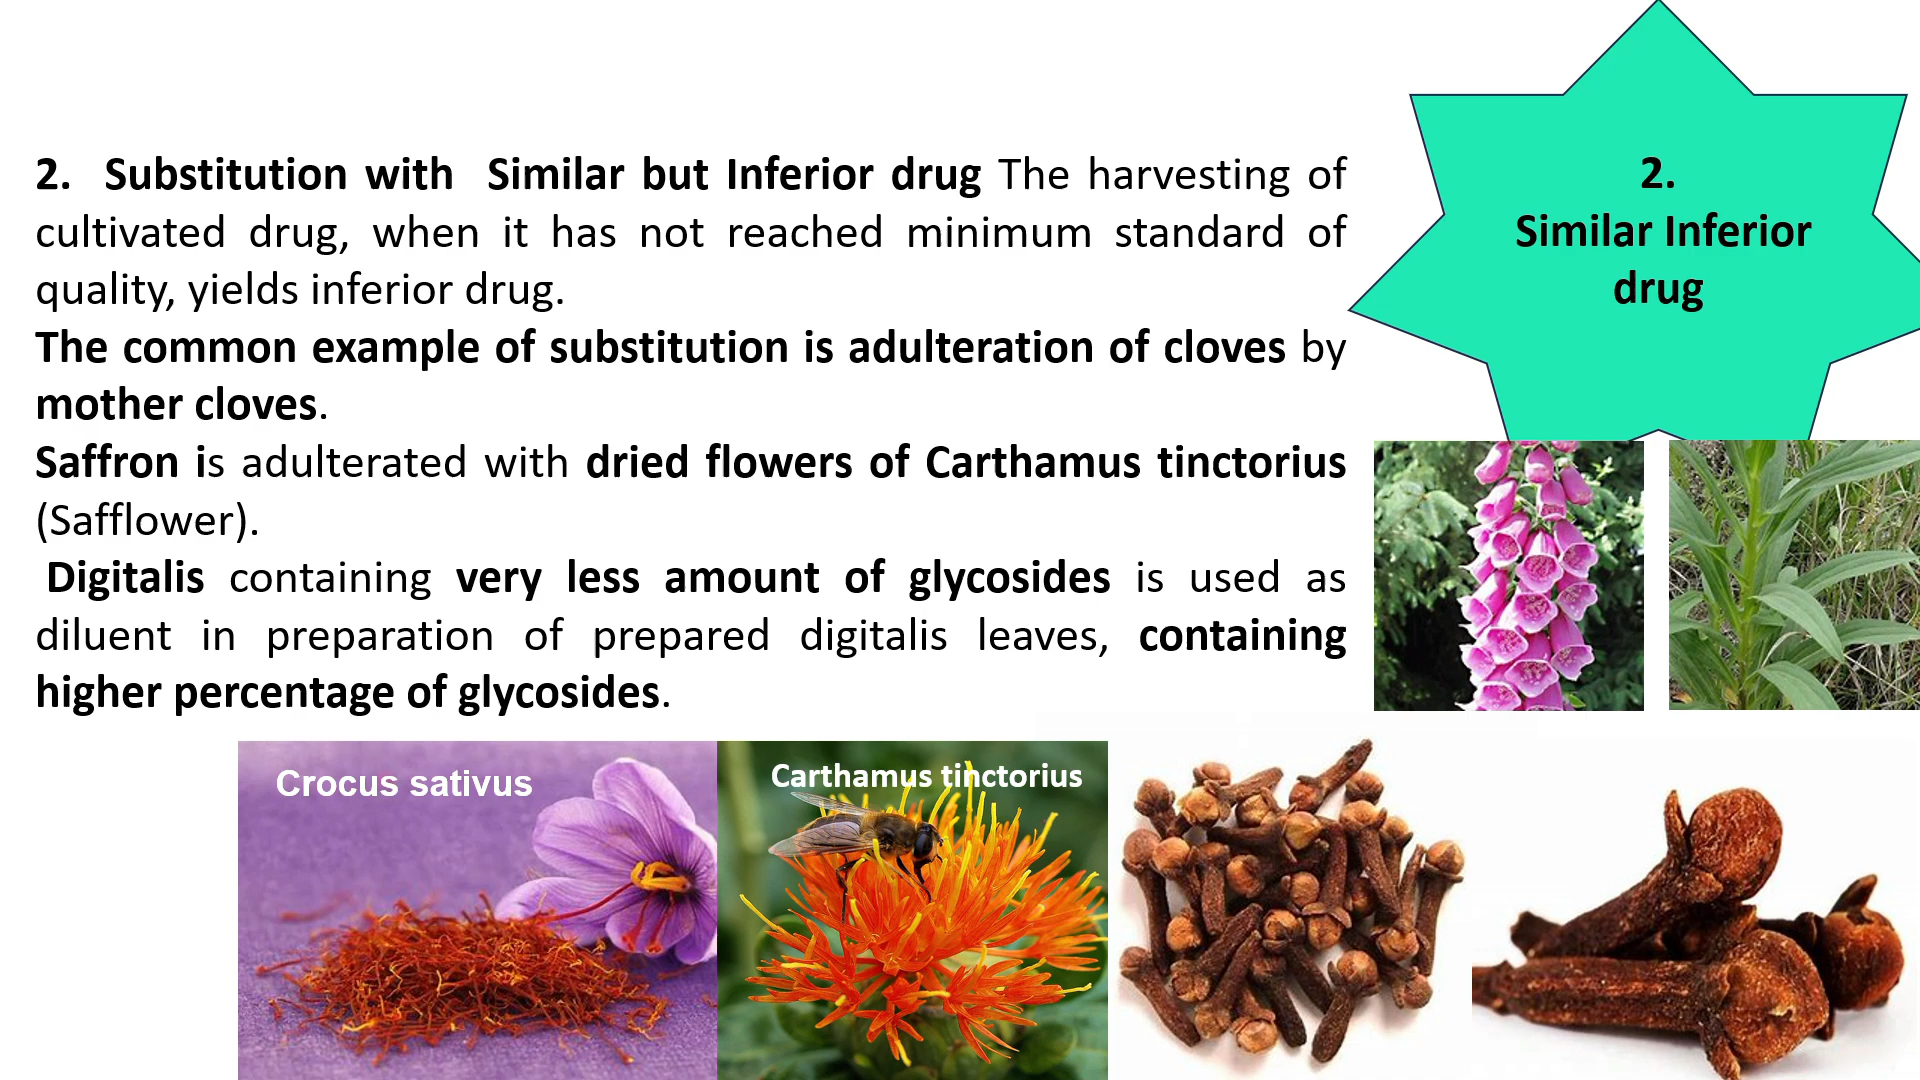 2. Substitution with Similar but Inferior drug The harvesting of
cultivated drug, when it has not reached minimum standard of
quality, yields inferior drug.
The common example of substitution is adulteration of cloves by
mother cloves.
Saffron is adulterated with dried flowers of Carthamus tinctorius
(Safflower).
Digitalis containing very less amount of glycosides is used as
diluent in preparation of prepared digitalis leaves, containing
higher percentage of glycosides.
2.
Similar Inferior
drug
Crocus sativus
Carthamus tinctorius